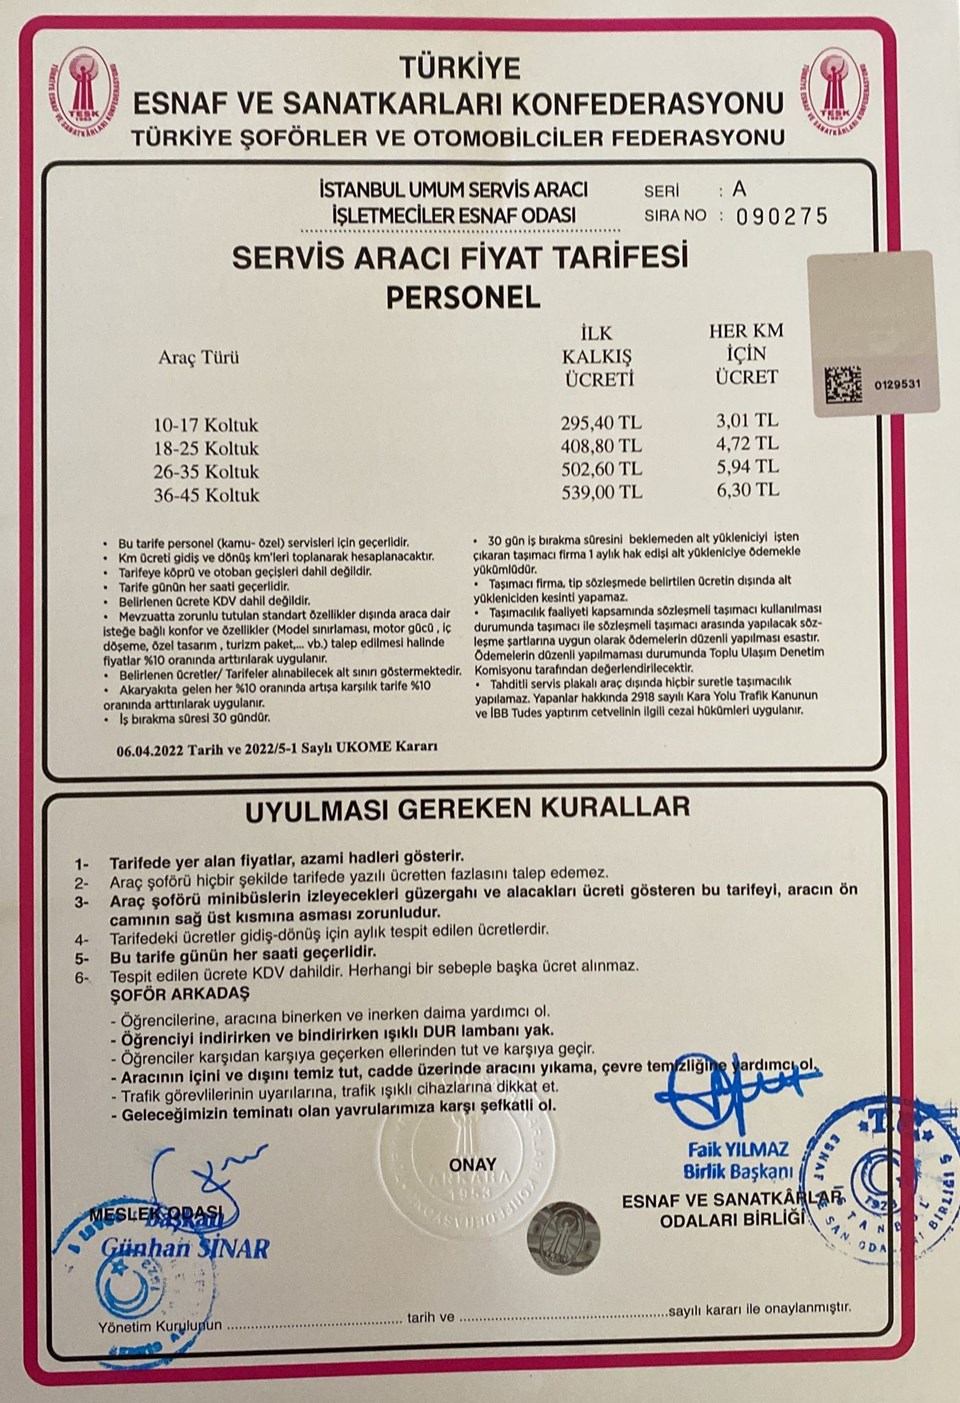 TÜRKİYE
ESNAF VE SANATKARLARI KONFEDERASYONU
TÜRKİYE ŞOFÖRLER VE OTOMOBİLCİLER FEDERASYONU
TESK
TESK
İSTANBUL UMUM SERVİS ARACI
İŞLETMECİLER ESNAF ODASI
SERİ : A
SIRA NO : 090275
SERVİS ARACI FİYAT TARİFESİ
PERSONEL
Araç Türü
İLK
KALKIŞ
ÜCRETİ
HER KM
İÇİN
ÜCRET
0129531
10-17 Koltuk 295,40 TL 3,01 TL
18-25 Koltuk 408,80 TL 4,72 TL
26-35 Koltuk 502,60 TL 5,94 TL
36-45 Koltuk 539,00 TL 6,30 TL
• Bu tarife personel (kamu- özel) servisleri için geçerlidir.
• Km ücreti gidiş ve dönüş km'leri toplanarak hesaplanacaktır.
• Tarifeye köprü ve otoban geçişleri dahil değildir.
• Tarife günün her saati geçerlidir.
• Belirlenen ücrete KDV dahil değildir.
• Mevzuatta zorunlu tutulan standart özellikler dışında araca dair
isteğe bağlı konfor ve özellikler (Model sınırlaması, motor gücü , iç
döşeme, özel tasarım , turizm paket,... vb.) talep edilmesi halinde
fiyatlar %10 oranında arttırılarak uygulanır.
• Belirlenen ücretler/ Tarifeler alınabilecek alt sınırı göstermektedir.
• Akaryakıta gelen her %10 oranında artışa karşılık tarife %10
oranında arttırılarak uygulanır.
• İş bırakma süresi 30 gündür.
• 30 gün iş bırakma süresini beklemeden alt yükleniciyi işten
çıkaran taşımacı firma 1 aylık hak edişi alt yükleniciye ödemekle
yükümlüdür.
• Taşımacı firma, tip sözleşmede belirtilen ücretin dışında alt
yükleniciden kesinti yapamaz.
• Taşımacılık faaliyeti kapsamında sözleşmeli taşımacı kullanılması
durumunda taşımacı ile sözleşmeli taşımacı arasında yapılacak söz-
leşme şartlarına uygun olarak ödemelerin düzenli yapılması esastır.
Ödemelerin düzenli yapılmaması durumunda Toplu Ulaşım Denetim
Komisyonu tarafından değerlendirilecektir.
• Tahditli servis plakalı araç dışında hiçbir suretle taşımacılık
yapılamaz. Yapanlar hakkında 2918 sayılı Kara Yolu Trafik Kanunun
ve İBB Tudes yaptırım cetvelinin ilgili cezai hükümleri uygulanır.
06.04.2022 Tarih ve 2022/5-1 Saylı UKOME Kararı
UYULMASI GEREKEN KURALLAR
1- Tarifede yer alan fiyatlar, azami hadleri gösterir.
2- Araç şoförü hiçbir şekilde tarifede yazılı ücretten fazlasını talep edemez.
3- Araç şoförü minibüslerin izleyecekleri güzergahı ve alacakları ücreti gösteren bu tarifeyi, aracın ön
camının sağ üst kısmına asması zorunludur.
4- Tarifedeki ücretler gidiş-dönüş için aylık tespit edilen ücretlerdir.
5- Bu tarife günün her saati geçerlidir.
6- Tespit edilen ücrete KDV dahildir. Herhangi bir sebeple başka ücret alınmaz.
ŞOFÖR ARKADAŞ
- Öğrencilerine, aracına binerken ve inerken daima yardımcı ol.
- Öğrenciyi indirirken ve bindirirken ışıklı DUR lambanı yak.
- Öğrenciler karşıdan karşıya geçerken ellerinden tut ve karşıya geçir.
- Aracının içini ve dışını temiz tut, cadde üzerinde aracını yıkama, çevre temizliğine yardımcı ol.
- Trafik görevlilerinin uyarılarına, trafik ışıklı cihazlarına dikkat et.
- Geleceğimizin teminatı olan yavrularımıza karşı şefkatli ol.
Faik YILMAZ
Birlik Başkanı
ESNAF VE SANATKÂRLAR
ODALARI BİRLİĞİ
ONAY
ANKARA
1953
MESLEK ODASI
Başkan
Günhan SİNAR
Yönetim Kurulunun ........................ tarih ve ........................sayılı kararı ile onaylanmıştır.